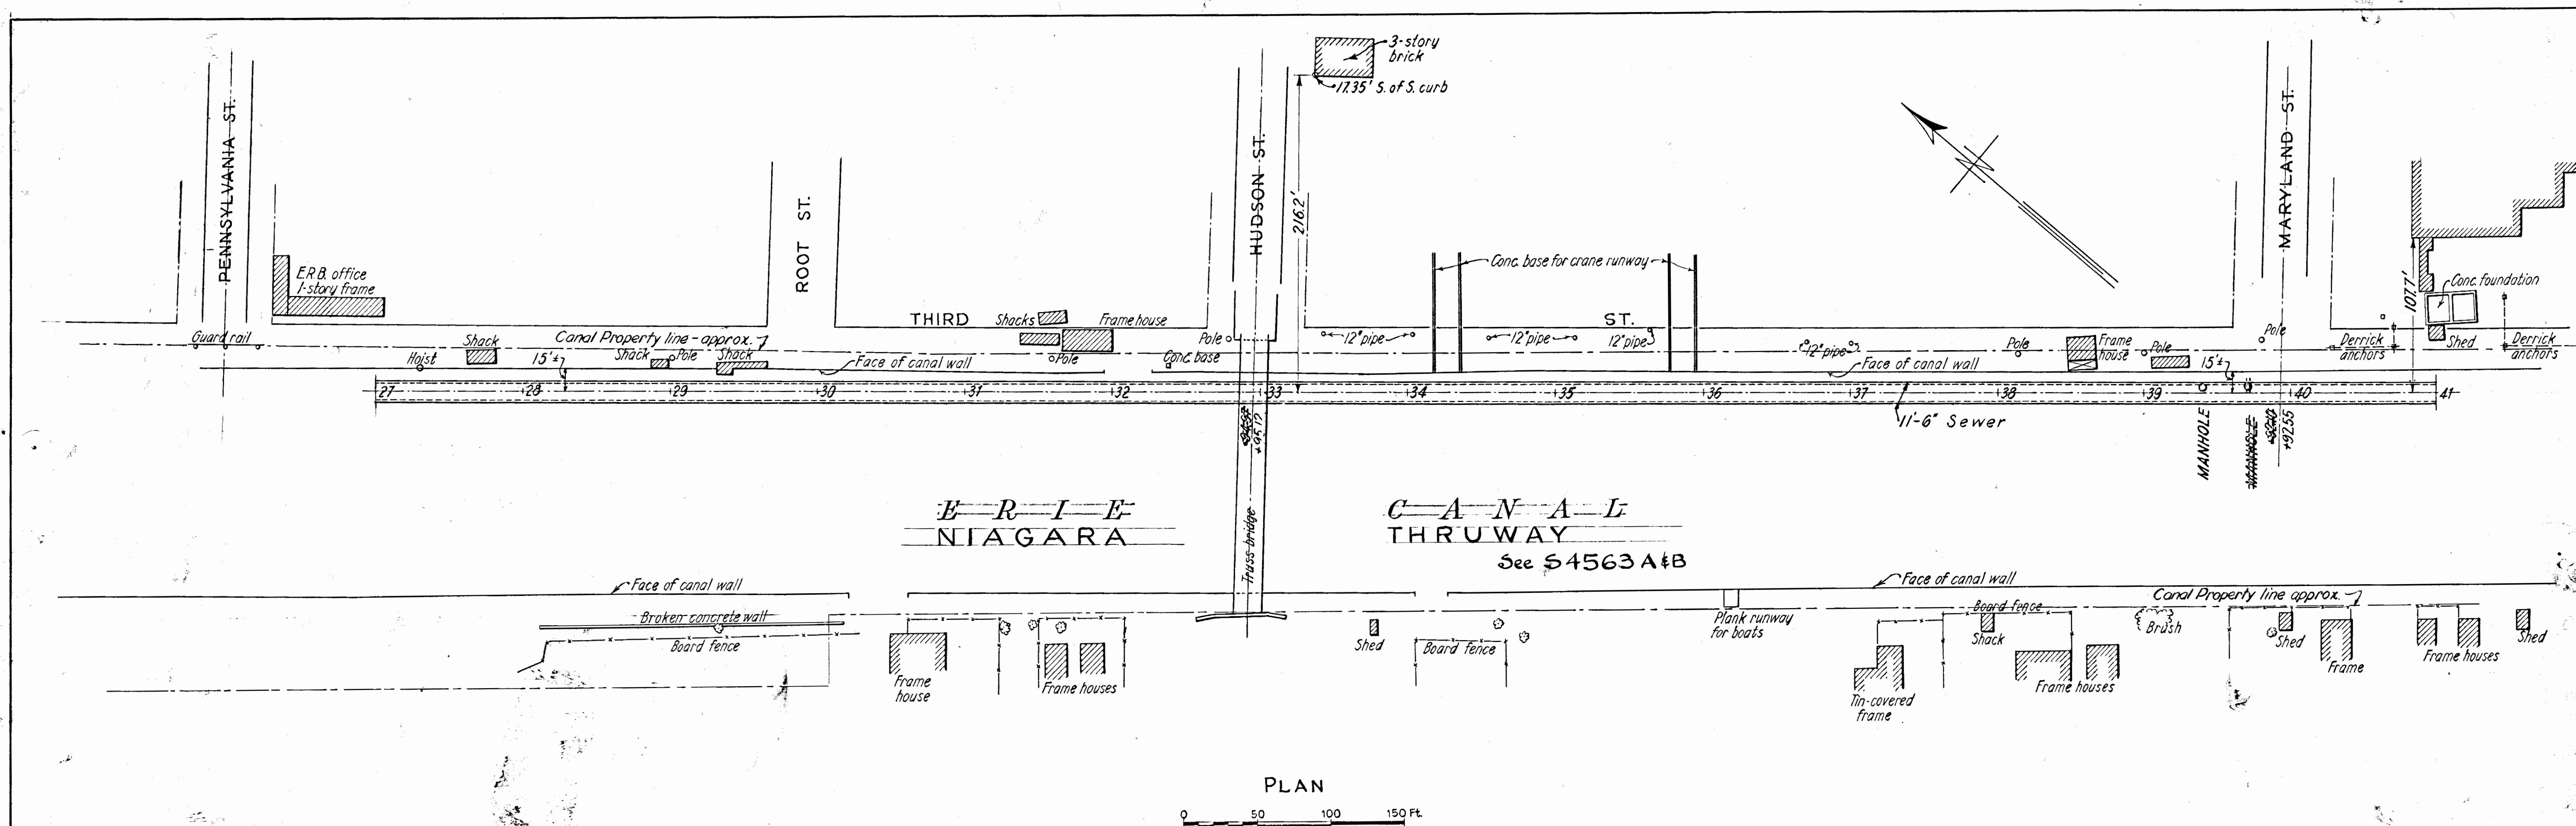 3-story
brick
17.35' S. of S. curb
PENNSYLVANIA ST.
ROOT ST.
HUDSON ST.
216.2'
MARYLAND ST.
E.R.B. office
1-story frame
Conc. base for crane runway
Conc. foundation
107.7'
THIRD
ST.
Shacks
Frame house
Guard rail
Canal Property line - approx.
Shack
Hoist
15'±
Shack
Pole
Shack
Face of canal wall
Pole
Conc. base
Pole
12" pipe
12" pipe
12" pipe
12" pipe
Face of canal wall
Pole
Frame
house
Pole
15'±
Pole
Derrick
anchors
Shed
Derrick
anchors
27
28
29
30
31
32
33
34
35
36
37
38
39
40
41
11'-6" Sewer
+95.17
MANHOLE
MANHOLE
+92.55
ERIE
CANAL
NIAGARA
THRUWAY
See S4563 A&B
Truss bridge
Face of canal wall
Face of canal wall
Broken concrete wall
Board fence
Frame
house
Frame houses
Shed
Board fence
Plank runway
for boats
Canal Property line approx.
Board fence
Shack
Brush
Shed
Shed
Tin-covered
frame
Frame houses
Frame
Frame houses
PLAN
0 50 100 150 Ft.